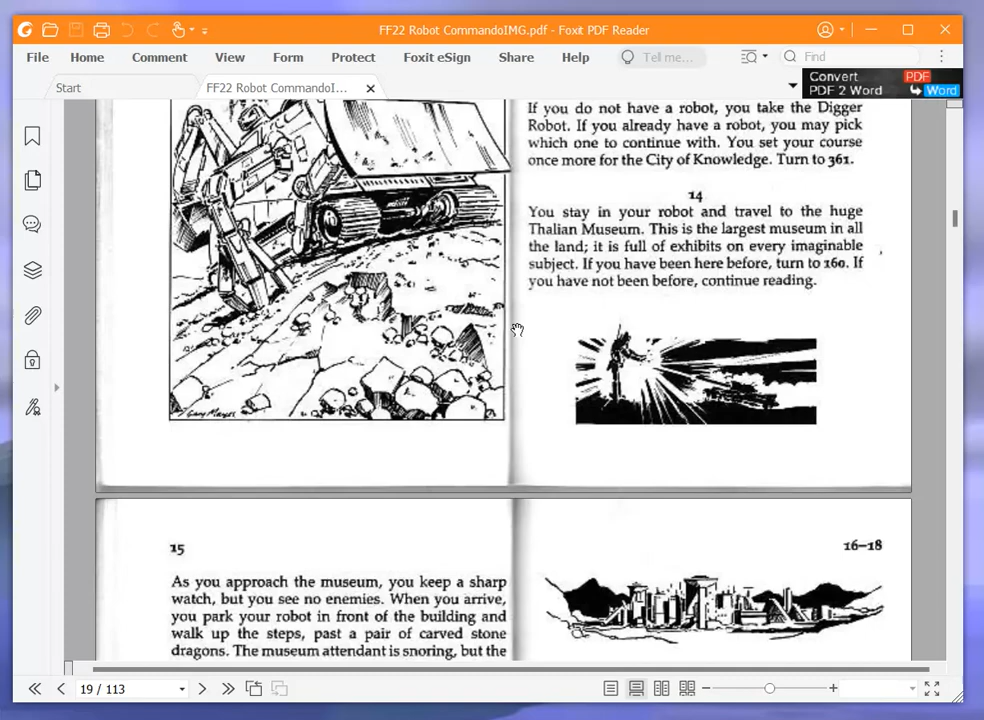 FF22 Robot CommandoIMG.pdf - Foxit PDF Reader
File Home Comment View Form Protect Foxit eSign Share Help Tell me... Find
Start FF22 Robot CommandoI...
Convert PDF
PDF 2 Word Word
If you do not have a robot, you take the Digger
Robot. If you already have a robot, you may pick
which one to continue with. You set your course
once more for the City of Knowledge. Turn to 361.
14
You stay in your robot and travel to the huge
Thalian Museum. This is the largest museum in all
the land; it is full of exhibits on every imaginable
subject. If you have been here before, turn to 160. If
you have not been before, continue reading.
15
As you approach the museum, you keep a sharp
watch, but you see no enemies. When you arrive,
you park your robot in front of the building and
walk up the steps, past a pair of carved stone
dragons. The museum attendant is snoring, but the
16–18
19 / 113